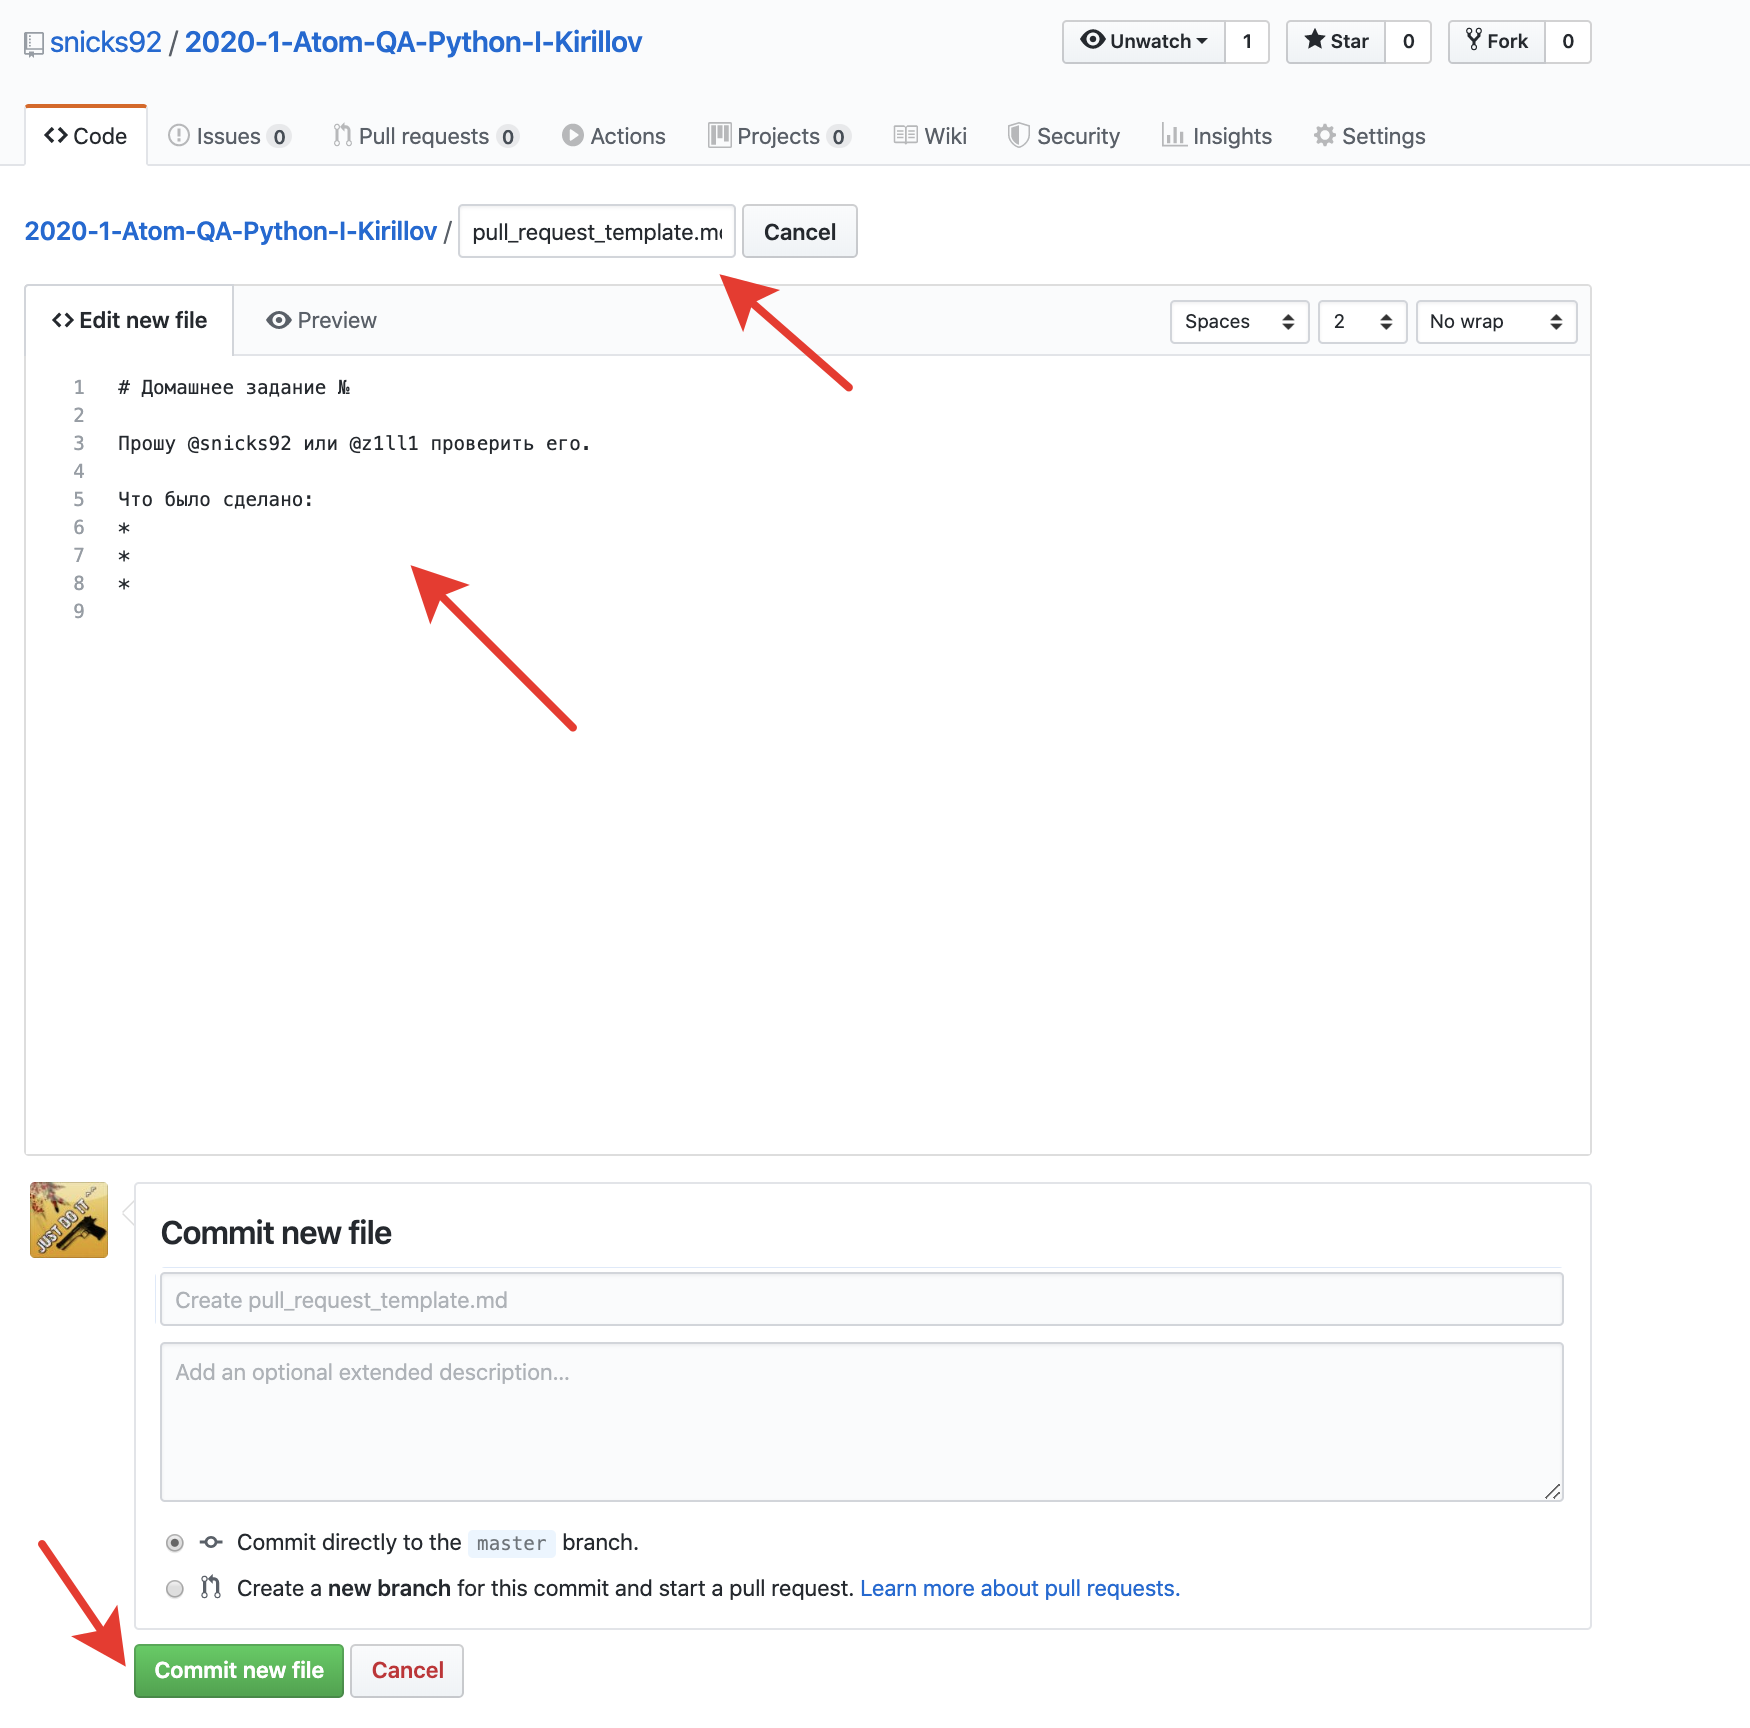 snicks92 / 2020-1-Atom-QA-Python-I-Kirillov
Unwatch 1 Star 0 Fork 0
Code Issues 0 Pull requests 0 Actions Projects 0 Wiki Security Insights Settings
2020-1-Atom-QA-Python-I-Kirillov / pull_request_template.md Cancel
Edit new file Preview Spaces 2 No wrap
1 # Домашнее задание №
2
3 Прошу @snicks92 или @z1ll1 проверить его.
4
5 Что было сделано:
6 *
7 *
8 *
9
JUST DO IT
Commit new file
Create pull_request_template.md
Add an optional extended description...
Commit directly to the master branch.
Create a new branch for this commit and start a pull request. Learn more about pull requests.
Commit new file Cancel